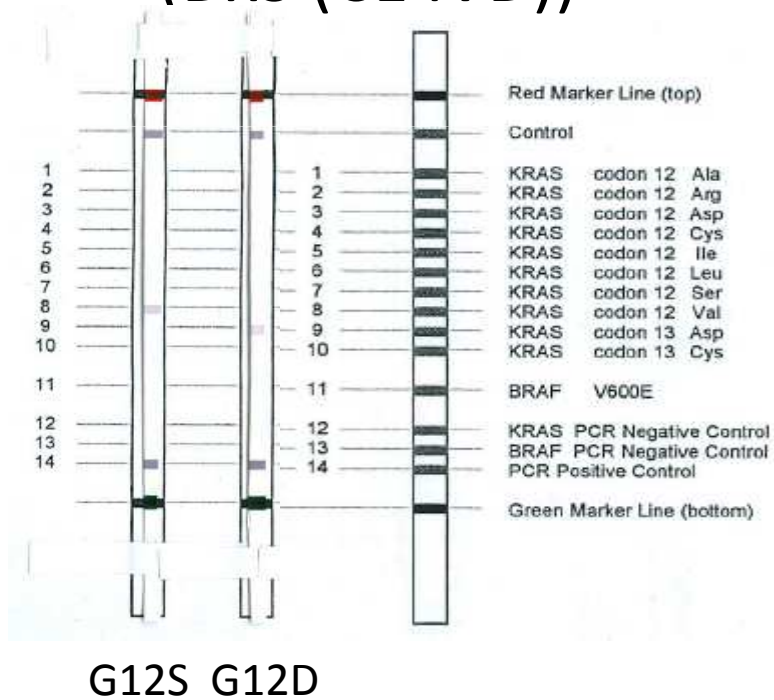 Red Marker Line (top)
Control
1 1 KRAS codon 12 Ala
2 2 KRAS codon 12 Arg
3 3 KRAS codon 12 Asp
4 4 KRAS codon 12 Cys
5 5 KRAS codon 12 Ile
6 6 KRAS codon 12 Leu
7 7 KRAS codon 12 Ser
8 8 KRAS codon 12 Val
9 9 KRAS codon 13 Asp
10 10 KRAS codon 13 Cys
11 11 BRAF V600E
12 12 KRAS PCR Negative Control
13 13 BRAF PCR Negative Control
14 14 PCR Positive Control
Green Marker Line (bottom)
G12S G12D